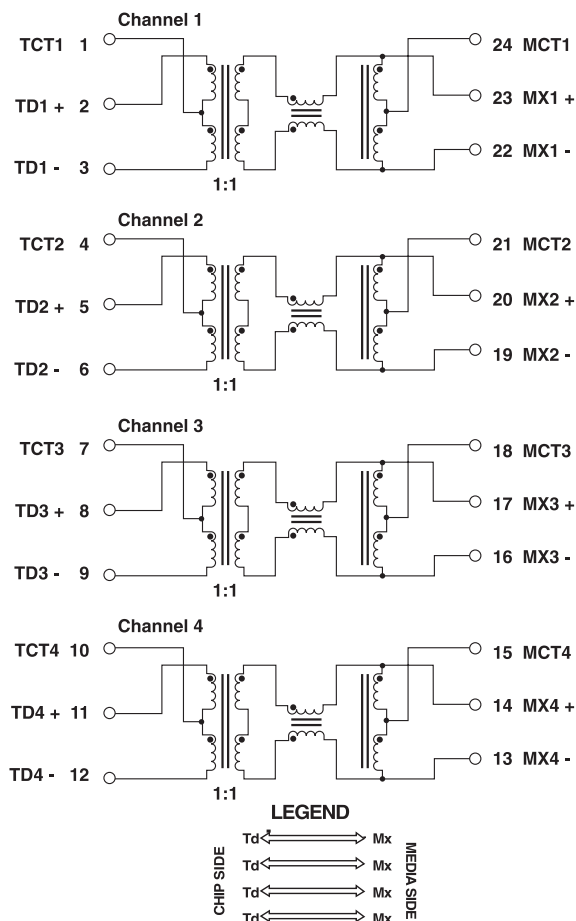 Channel 1
TCT1 1
24 MCT1
TD1 + 2
23 MX1 +
TD1 - 3
22 MX1 -
1:1
Channel 2
TCT2 4
21 MCT2
TD2 + 5
20 MX2 +
TD2 - 6
19 MX2 -
1:1
Channel 3
TCT3 7
18 MCT3
TD3 + 8
17 MX3 +
TD3 - 9
16 MX3 -
1:1
Channel 4
TCT4 10
15 MCT4
TD4 + 11
14 MX4 +
TD4 - 12
13 MX4 -
1:1
LEGEND
CHIP SIDE
Td Mx
Td Mx
Td Mx
Td Mx
MEDIA SIDE